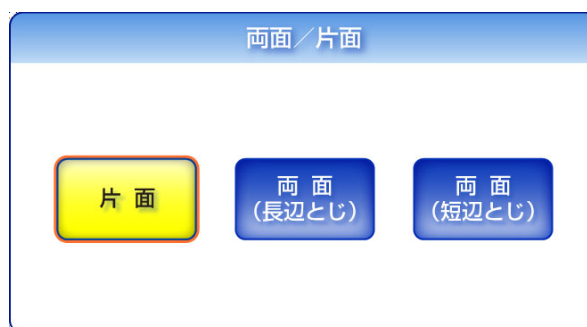 両面／片面
片 面
両 面
（長辺とじ）
両 面
（短辺とじ）